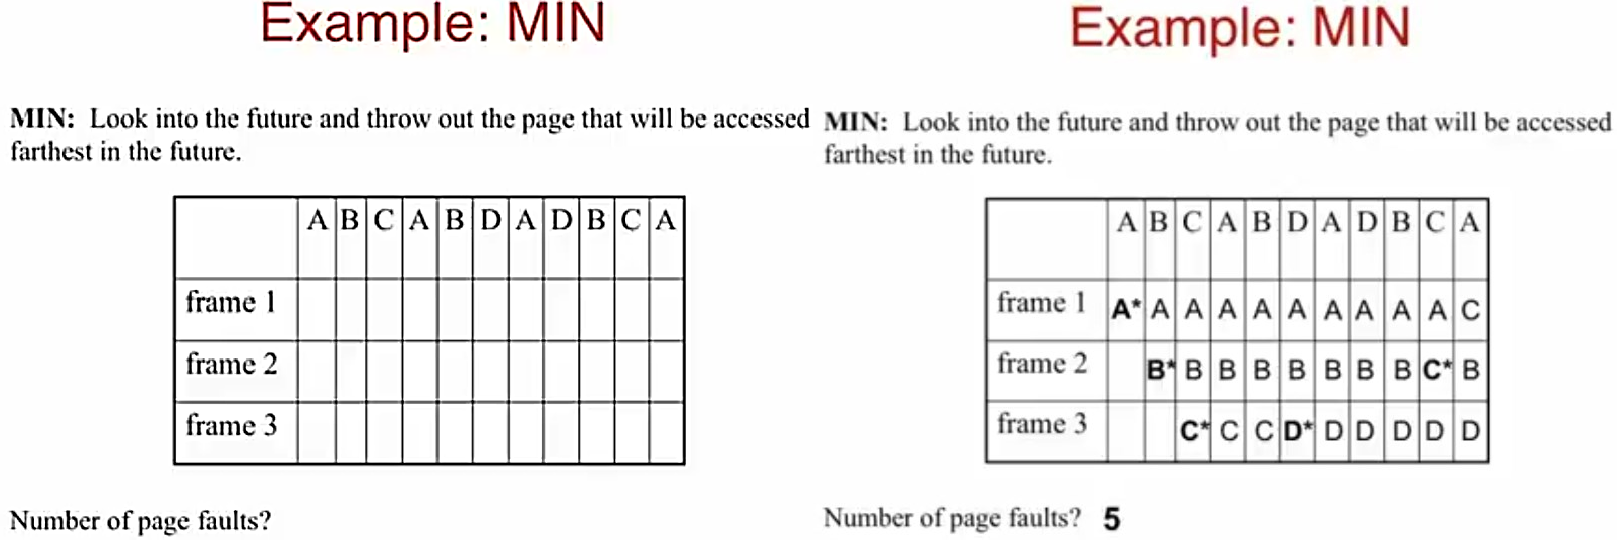 Example: MIN
MIN: Look into the future and throw out the page that will be accessed
farthest in the future.
A B C A B D A D B C A
frame 1
frame 2
frame 3
Number of page faults?
Example: MIN
MIN: Look into the future and throw out the page that will be accessed
farthest in the future.
A B C A B D A D B C A
frame 1 A* A A A A A A A A A C
frame 2 B* B B B B B B B C* B
frame 3 C* C C D* D D D D D
Number of page faults? 5